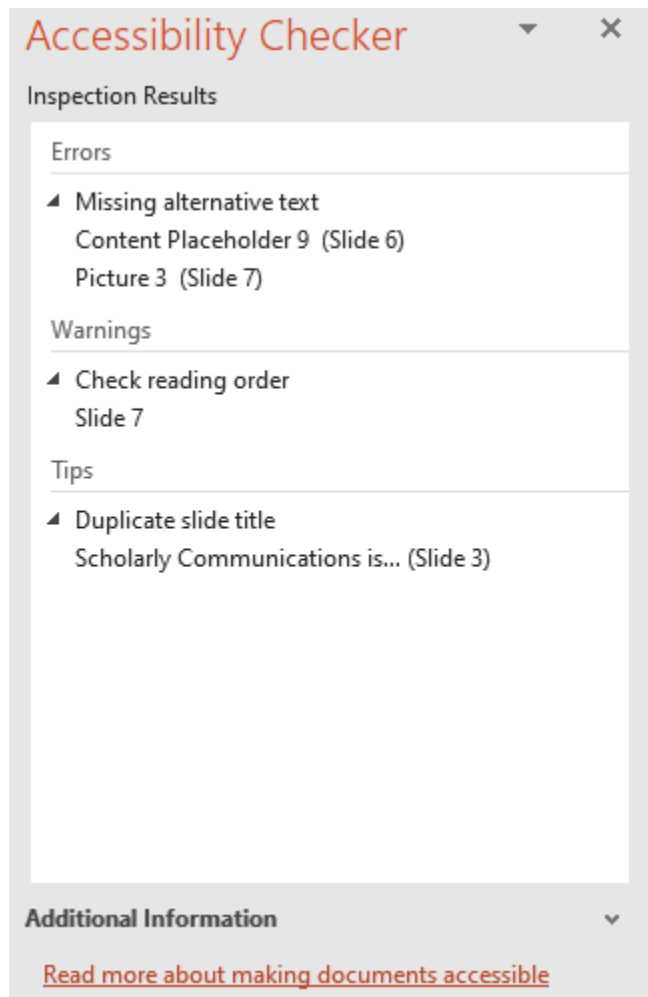 Accessibility Checker
Inspection Results
Errors
Missing alternative text
Content Placeholder 9 (Slide 6)
Picture 3 (Slide 7)
Warnings
Check reading order
Slide 7
Tips
Duplicate slide title
Scholarly Communications is... (Slide 3)
Additional Information
Read more about making documents accessible